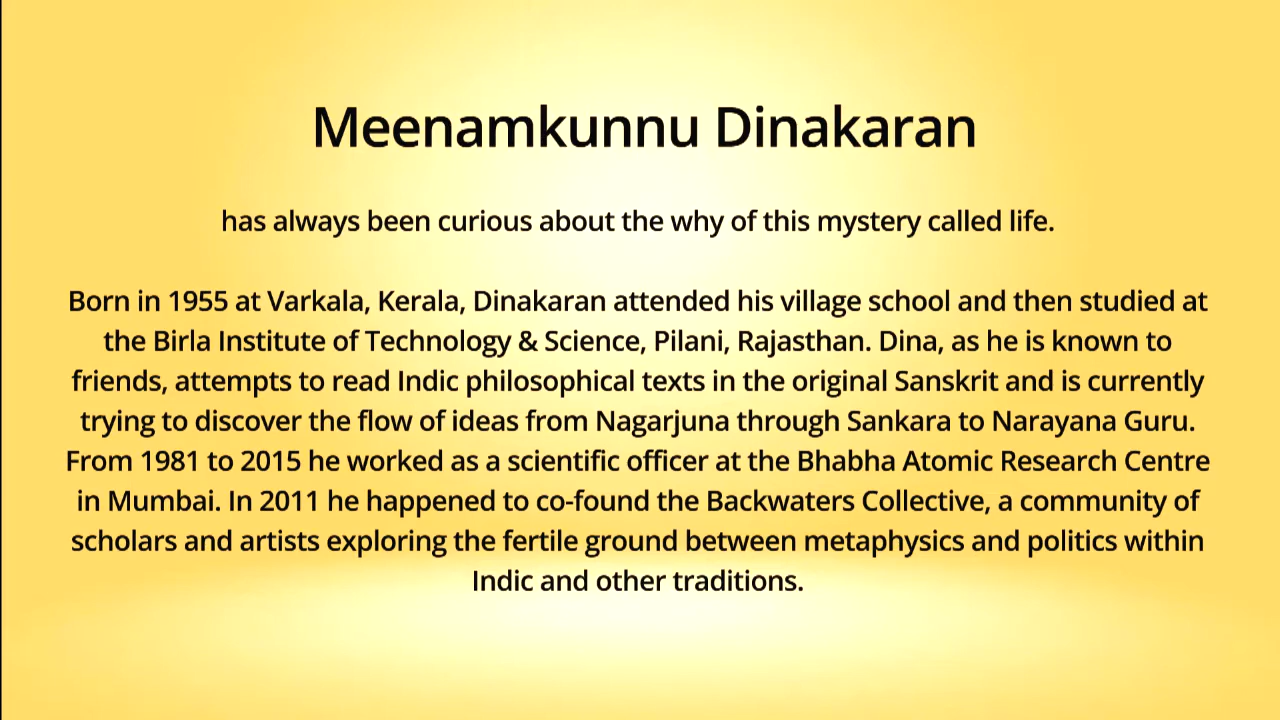 Meenamkunnu Dinakaran
has always been curious about the why of this mystery called life.
Born in 1955 at Varkala, Kerala, Dinakaran attended his village school and then studied at
the Birla Institute of Technology & Science, Pilani, Rajasthan. Dina, as he is known to
friends, attempts to read Indic philosophical texts in the original Sanskrit and is currently
trying to discover the flow of ideas from Nagarjuna through Sankara to Narayana Guru.
From 1981 to 2015 he worked as a scientific officer at the Bhabha Atomic Research Centre
in Mumbai. In 2011 he happened to co-found the Backwaters Collective, a community of
scholars and artists exploring the fertile ground between metaphysics and politics within
Indic and other traditions.